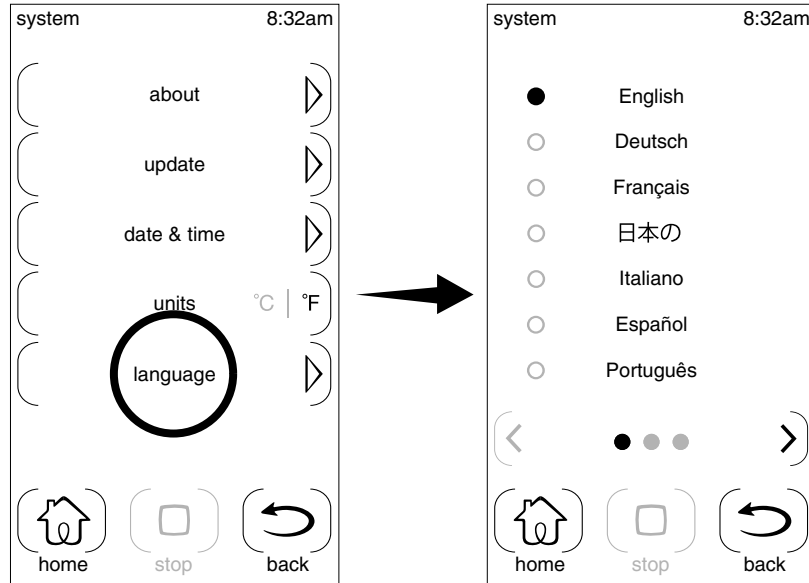 system 8:32am
about
update
date & time
units °C | °F
language
home stop back
system 8:32am
English
Deutsch
Français
日本の
Italiano
Español
Português
home stop back